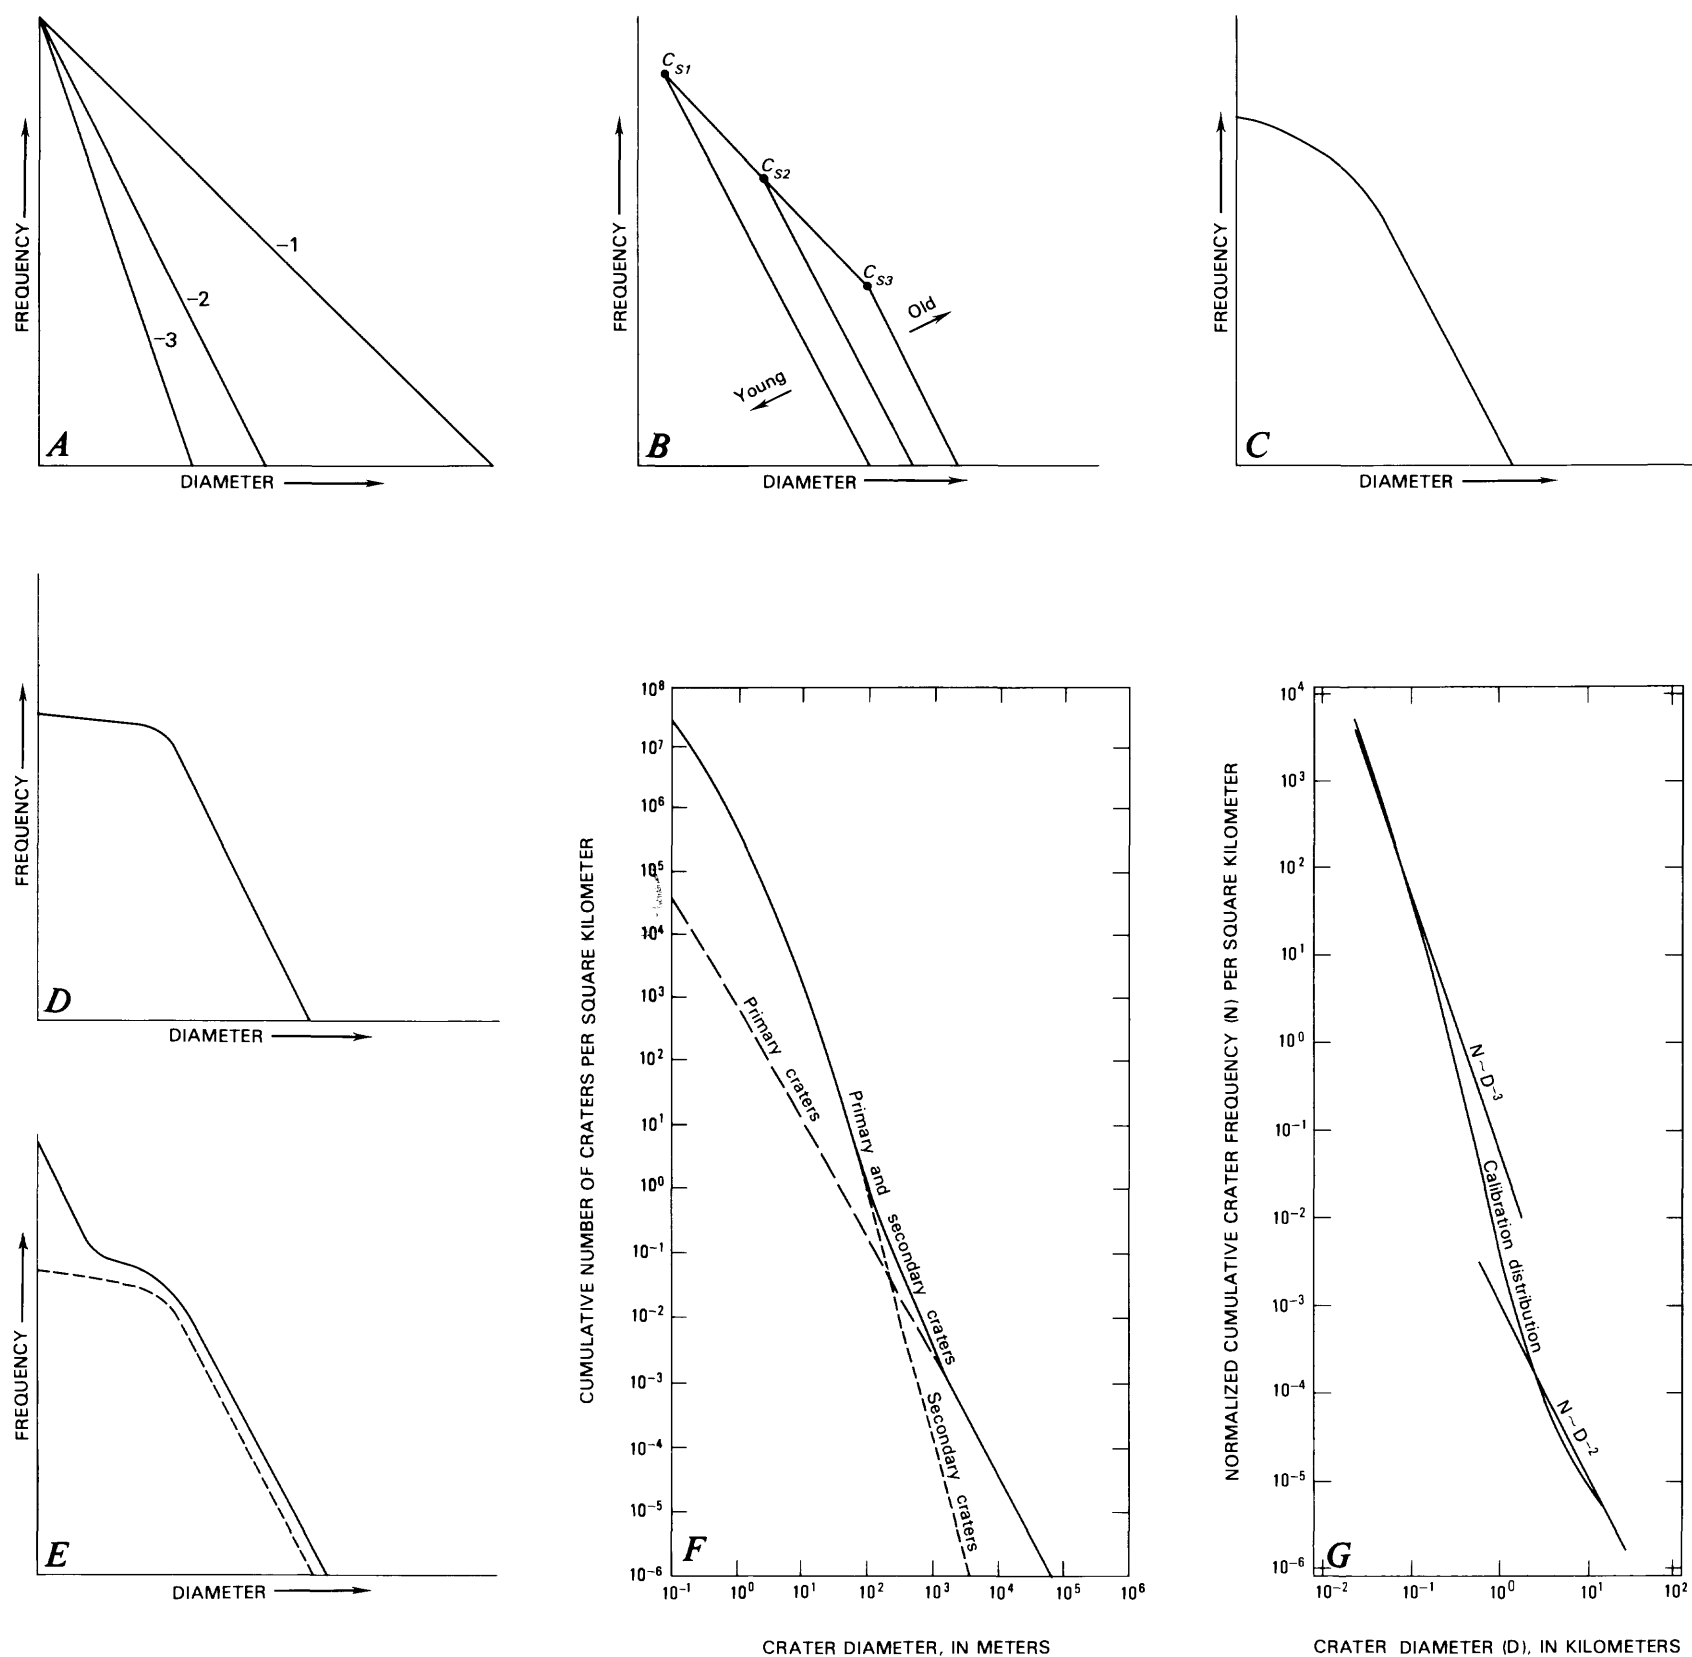 FREQUENCY
-1
-2
-3
A
DIAMETER
FREQUENCY
C_S1
C_S2
C_S3
Old
Young
B
DIAMETER
FREQUENCY
C
DIAMETER
FREQUENCY
D
DIAMETER
FREQUENCY
E
DIAMETER
CUMULATIVE NUMBER OF CRATERS PER SQUARE KILOMETER
10^8
10^7
10^6
10^5
10^4
10^3
10^2
10^1
10^0
10^-1
10^-2
10^-3
10^-4
10^-5
10^-6
Primary craters
Primary and secondary craters
Secondary craters
F
10^-1 10^0 10^1 10^2 10^3 10^4 10^5 10^6
CRATER DIAMETER, IN METERS
NORMALIZED CUMULATIVE CRATER FREQUENCY (N) PER SQUARE KILOMETER
10^4
10^3
10^2
10^1
10^0
10^-1
10^-2
10^-3
10^-4
10^-5
10^-6
N~D^-3
Calibration distribution
N~D^-2
G
10^-2 10^-1 10^0 10^1 10^2
CRATER DIAMETER (D), IN KILOMETERS